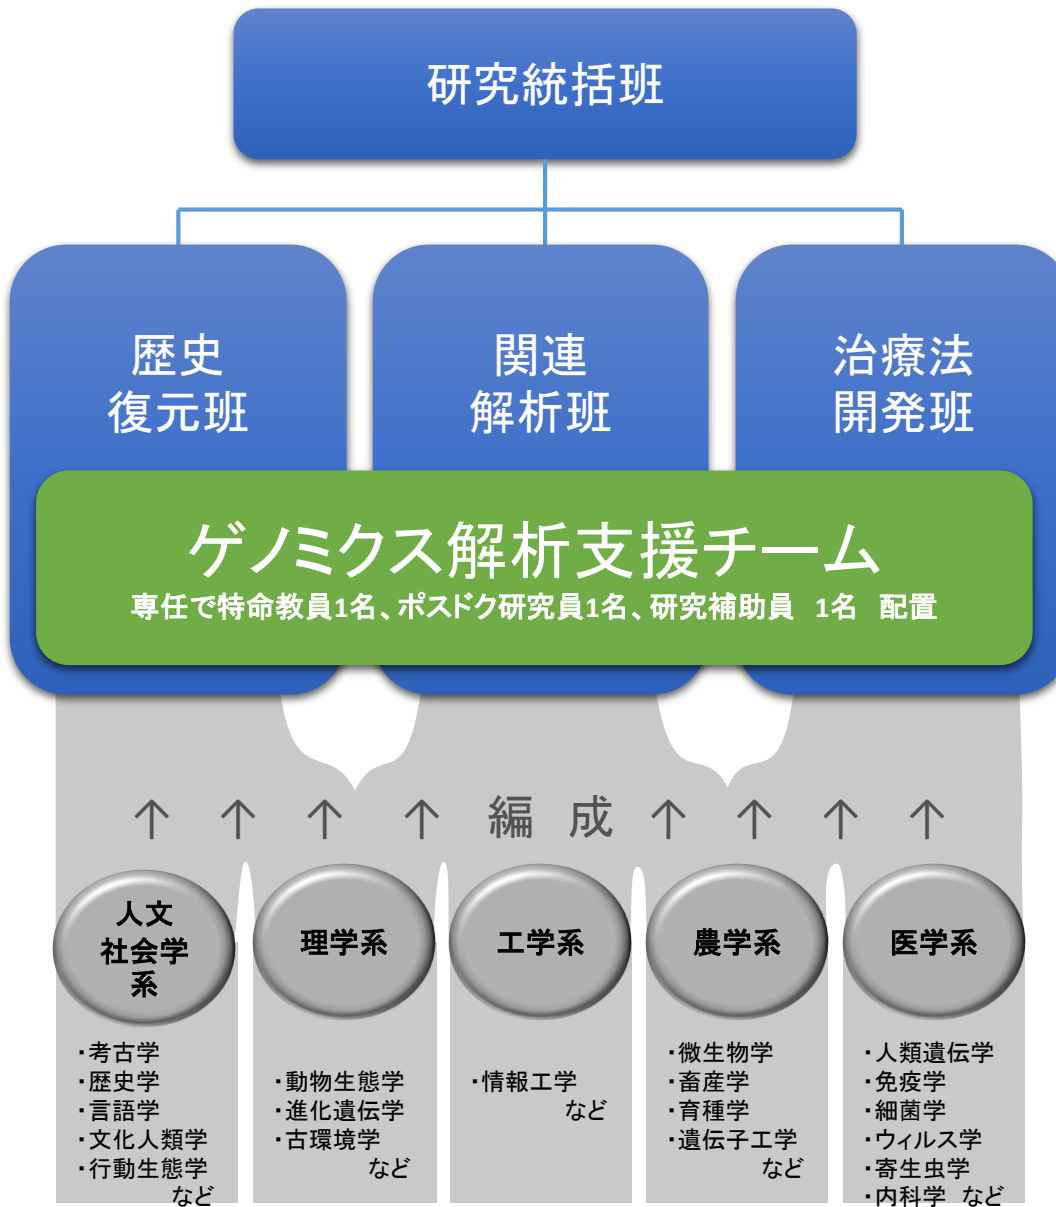 研究統括班
歴史
復元班
関連
解析班
治療法
開発班
ゲノミクス解析支援チーム
専任で特命教員1名、ポスドク研究員1名、研究補助員　1名　配置
↑ ↑ ↑ ↑ 編　成 ↑ ↑ ↑ ↑
人文
社会学
系
・考古学
・歴史学
・言語学
・文化人類学
・行動生態学
など
理学系
・動物生態学
・進化遺伝学
・古環境学
など
工学系
・情報工学
など
農学系
・微生物学
・畜産学
・育種学
・遺伝子工学
など
医学系
・人類遺伝学
・免疫学
・細菌学
・ウィルス学
・寄生虫学
・内科学　など